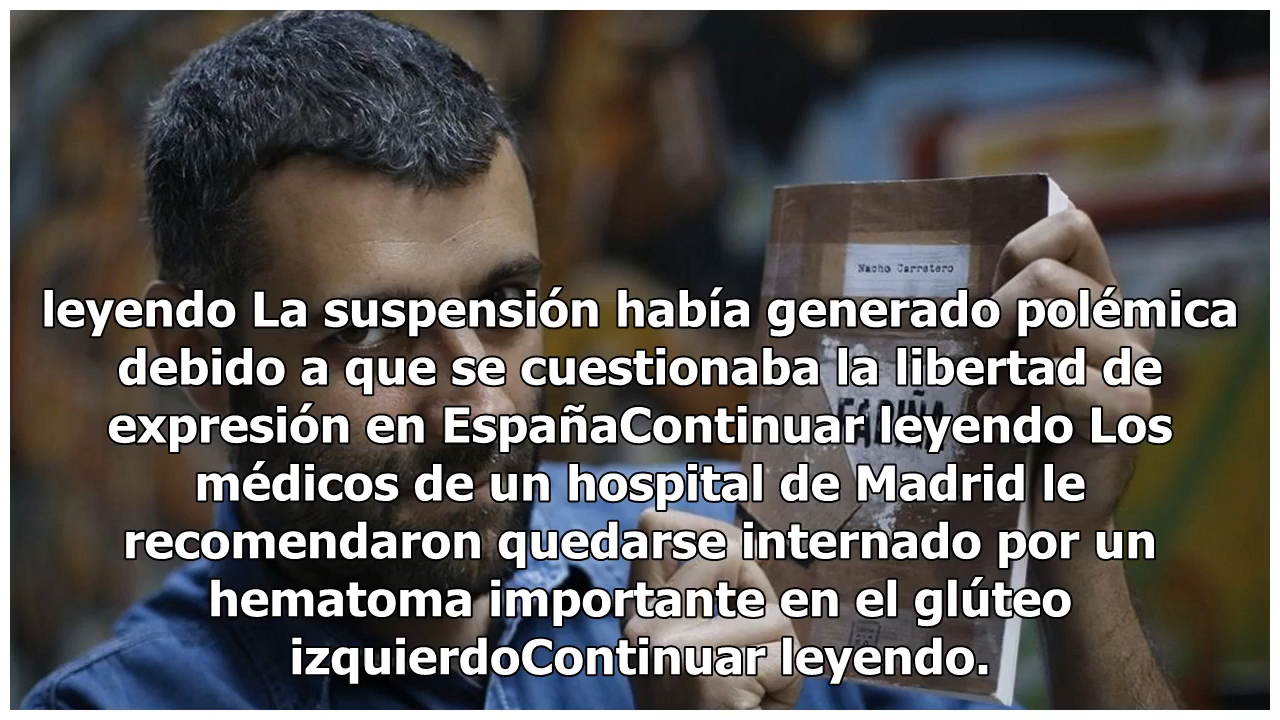 Nacho Carretero
leyendo La suspensión había generado polémica
debido a que se cuestionaba la libertad de
FARIÑA
expresión en EspañaContinuar leyendo Los
médicos de un hospital de Madrid le
recomendaron quedarse internado por un
hematoma importante en el glúteo
izquierdoContinuar leyendo.